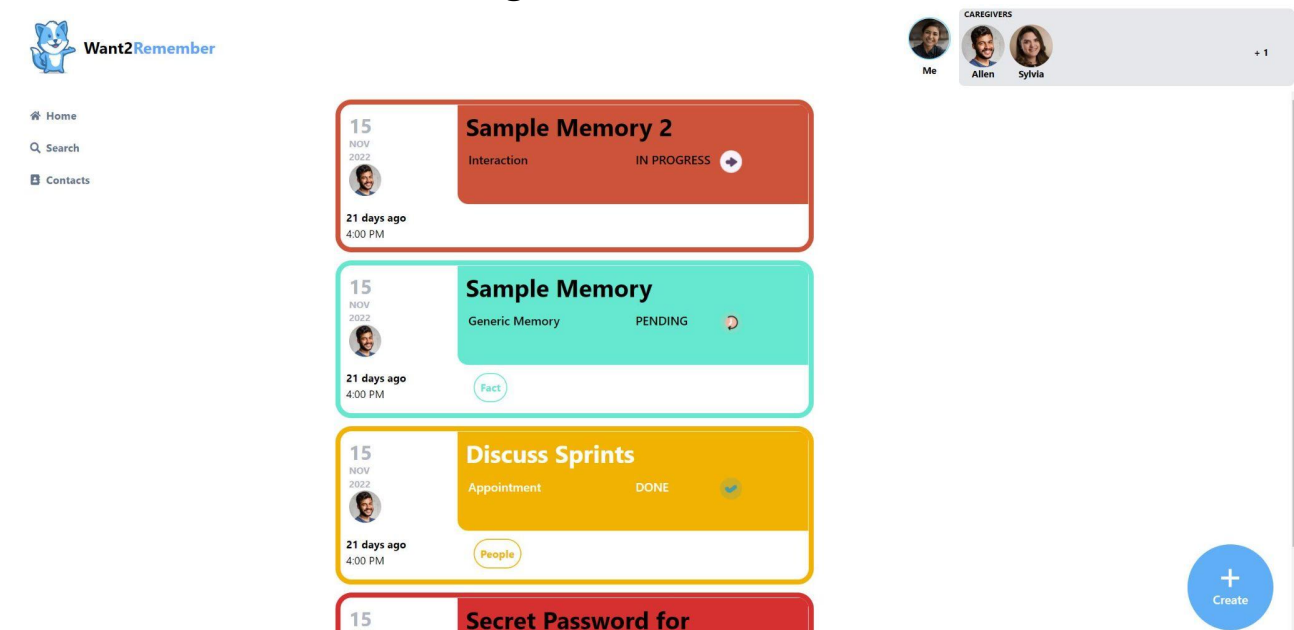 Want2Remember
Me
CAREGIVERS
Allen Sylvia
+ 1
Home
Search
Contacts
15
NOV
2022
Sample Memory 2
Interaction IN PROGRESS
21 days ago
4:00 PM
15
NOV
2022
Sample Memory
Generic Memory PENDING
21 days ago
4:00 PM
Fact
15
NOV
2022
Discuss Sprints
Appointment DONE
21 days ago
4:00 PM
People
15
Secret Password for
+
Create